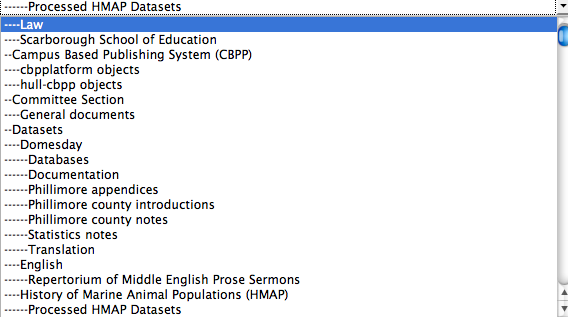 ------Processed HMAP Datasets
----Law
----Scarborough School of Education
--Campus Based Publishing System (CBPP)
----cbpplatform objects
----hull-cbpp objects
--Committee Section
----General documents
--Datasets
----Domesday
------Databases
------Documentation
------Phillimore appendices
------Phillimore county introductions
------Phillimore county notes
------Statistics notes
------Translation
----English
------Repertorium of Middle English Prose Sermons
----History of Marine Animal Populations (HMAP)
------Processed HMAP Datasets